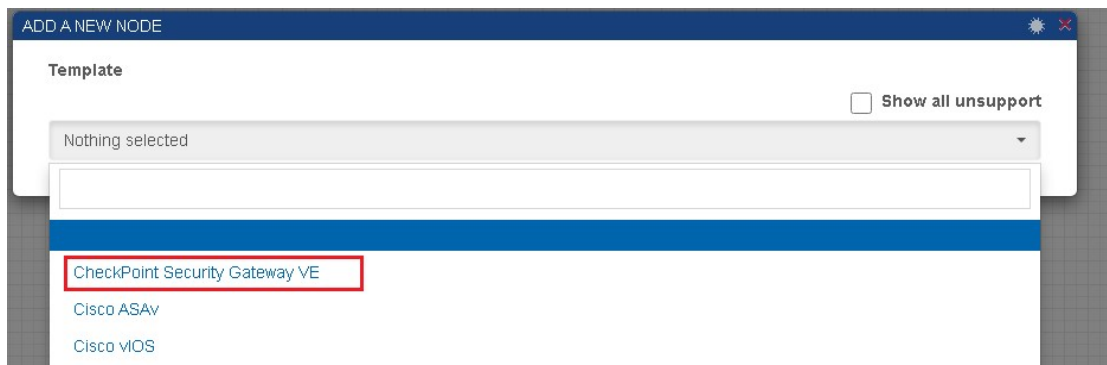 ADD A NEW NODE
Template
Show all unsupport
Nothing selected
CheckPoint Security Gateway VE
Cisco ASAv
Cisco vIOS